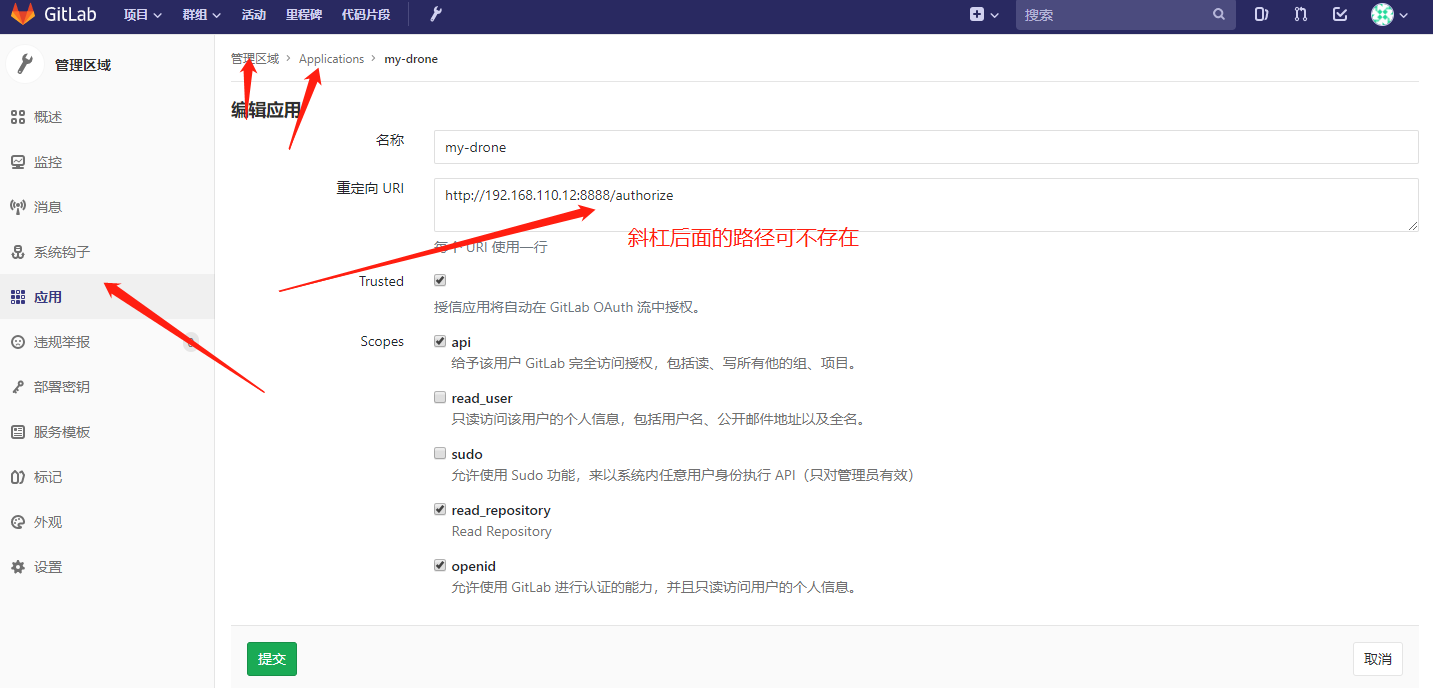 GitLab 项目 群组 活动 里程碑 代码片段 搜索
管理区域
概述
监控
消息
系统钩子
应用
违规举报
部署密钥
服务模板
标记
外观
设置
管理区域 › Applications › my-drone
编辑应用
名称 my-drone
重定向 URI http://192.168.110.12:8888/authorize
斜杠后面的路径可不存在
每个 URI 使用一行
Trusted
授信应用将自动在 GitLab OAuth 流中授权。
Scopes api
给予该用户 GitLab 完全访问授权，包括读、写所有他的组、项目。
read_user
只读访问该用户的个人信息，包括用户名、公开邮件地址以及全名。
sudo
允许使用 Sudo 功能，来以系统内任意用户身份执行 API（只对管理员有效）
read_repository
Read Repository
openid
允许使用 GitLab 进行认证的能力，并且只读访问用户的个人信息。
提交 取消